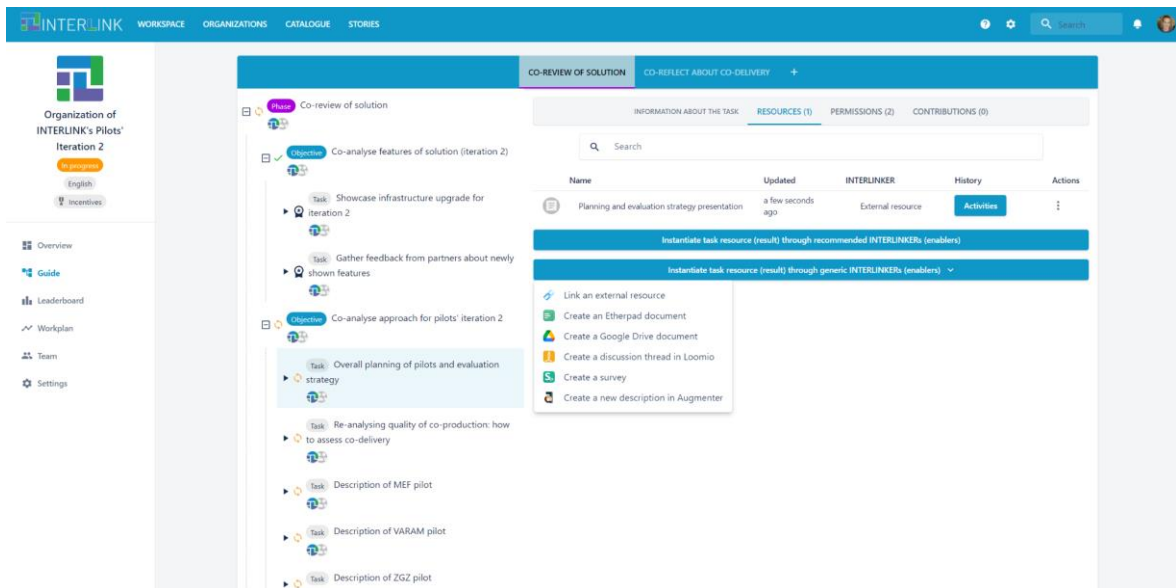 INTERLINK WORKSPACE ORGANIZATIONS CATALOGUE STORIES Search
Organization of
INTERLINK's Pilots'
Iteration 2
In progress
English
Incentives
Overview
Guide
Leaderboard
Workplan
Team
Settings
CO-REVIEW OF SOLUTION CO-REFLECT ABOUT CO-DELIVERY +
Phase Co-review of solution
Objective Co-analyse features of solution (iteration 2)
Task Showcase infrastructure upgrade for
iteration 2
Task Gather feedback from partners about newly
shown features
Objective Co-analyse approach for pilots' iteration 2
Task Overall planning of pilots and evaluation
strategy
Task Re-analysing quality of co-production: how
to assess co-delivery
Task Description of MEF pilot
Task Description of VARAM pilot
Task Description of ZGZ pilot
INFORMATION ABOUT THE TASK RESOURCES (1) PERMISSIONS (2) CONTRIBUTIONS (0)
Search
Name Updated INTERLINKER History Actions
Planning and evaluation strategy presentation a few seconds
ago External resource Activities
Instantiate task resource (result) through recommended INTERLINKERs (enablers)
Instantiate task resource (result) through generic INTERLINKERs (enablers)
Link an external resource
Create an Etherpad document
Create a Google Drive document
Create a discussion thread in Loomio
Create a survey
Create a new description in Augmenter